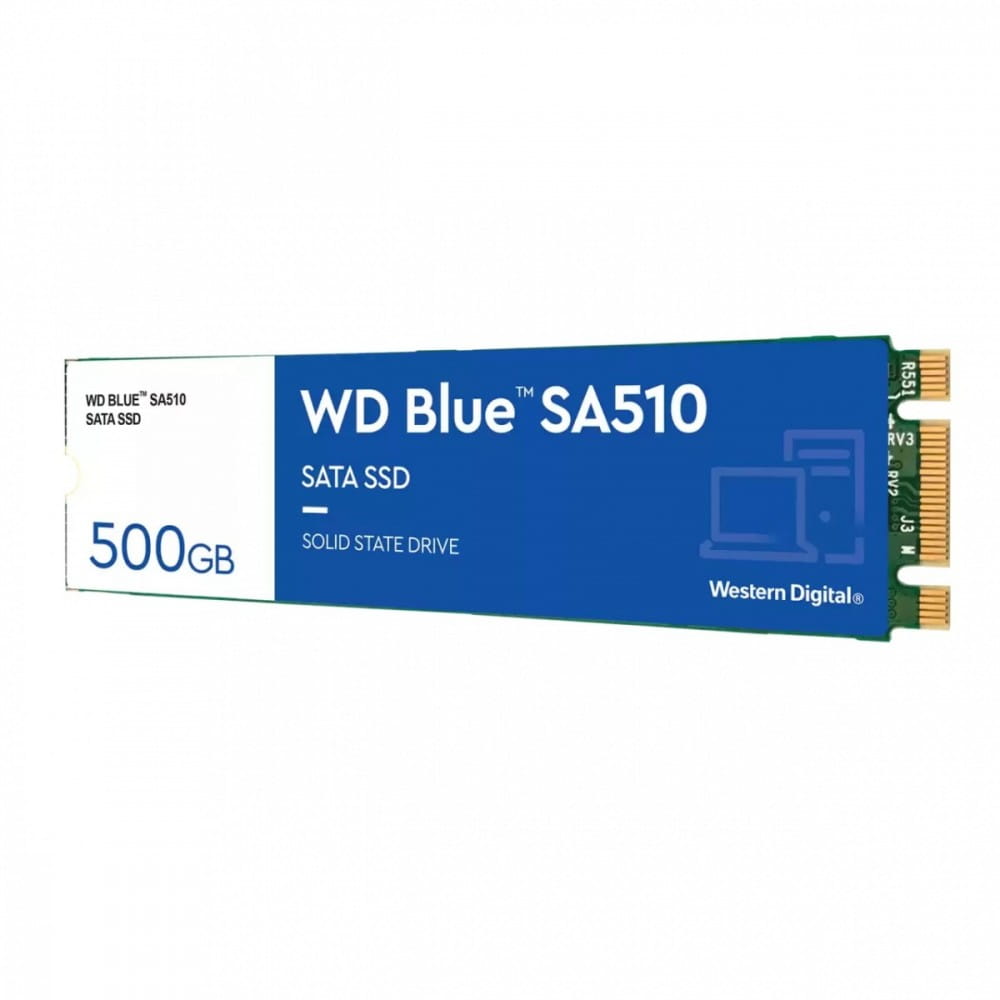 WD BLUE™ SA510
SATA SSD
500GB
WD Blue™ SA510
SATA SSD
SOLID STATE DRIVE
Western Digital®
R551
RV3
RV2
J3